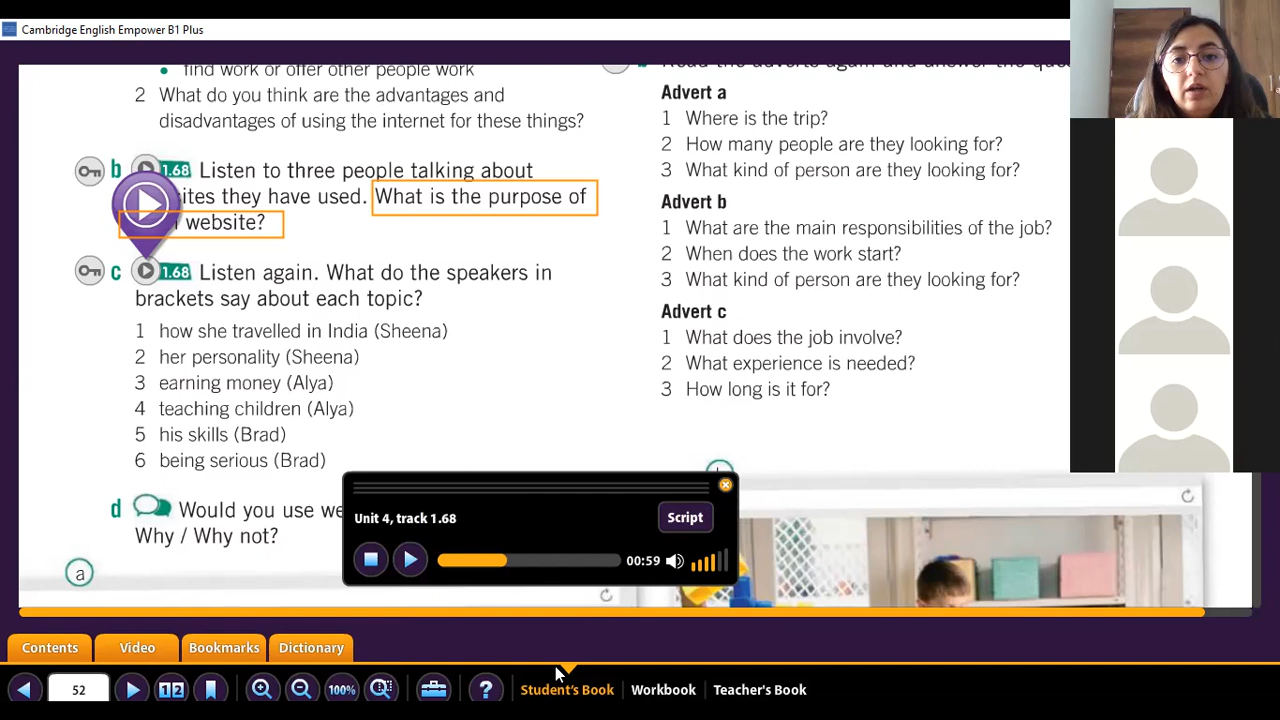 Cambridge English Empower B1 Plus
• find work or offer other people work
2 What do you think are the advantages and
disadvantages of using the internet for these things?
b 1.68 Listen to three people talking about
they have used. What is the purpose of
website?
c 1.68 Listen again. What do the speakers in
brackets say about each topic?
1 how she travelled in India (Sheena)
2 her personality (Sheena)
3 earning money (Alya)
4 teaching children (Alya)
5 his skills (Brad)
6 being serious (Brad)
d Would you use
Why / Why not?
a
Read the adverts again and answer the
Advert a
1 Where is the trip?
2 How many people are they looking for?
3 What kind of person are they looking for?
Advert b
1 What are the main responsibilities of the job?
2 When does the work start?
3 What kind of person are they looking for?
Advert c
1 What does the job involve?
2 What experience is needed?
3 How long is it for?
Unit 4, track 1.68
Script
00:59
Contents
Video
Bookmarks
Dictionary
52
12
100%
?
Student's Book
Workbook
Teacher's Book